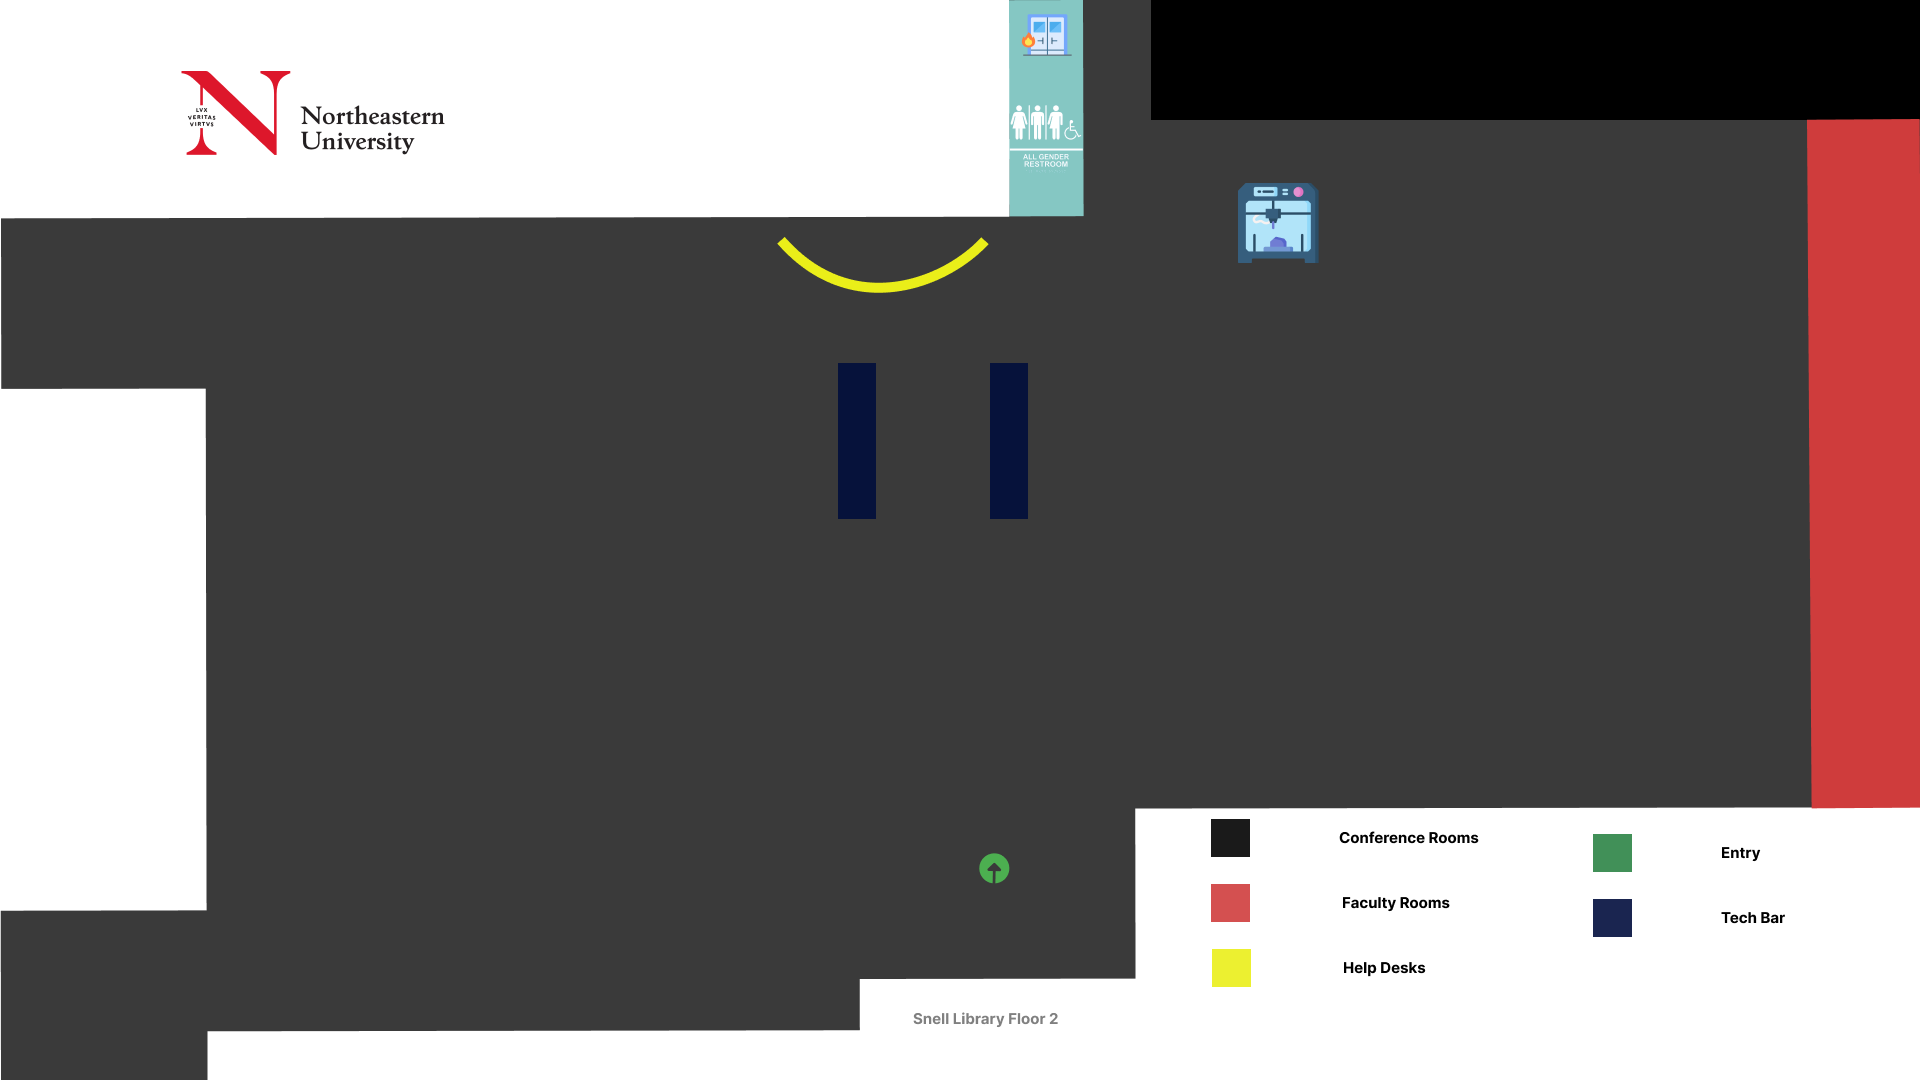 LVX
VERITAS
VIRTVS
Northeastern
University
ALL GENDER
RESTROOM
Conference Rooms
Entry
Faculty Rooms
Tech Bar
Help Desks
Snell Library Floor 2